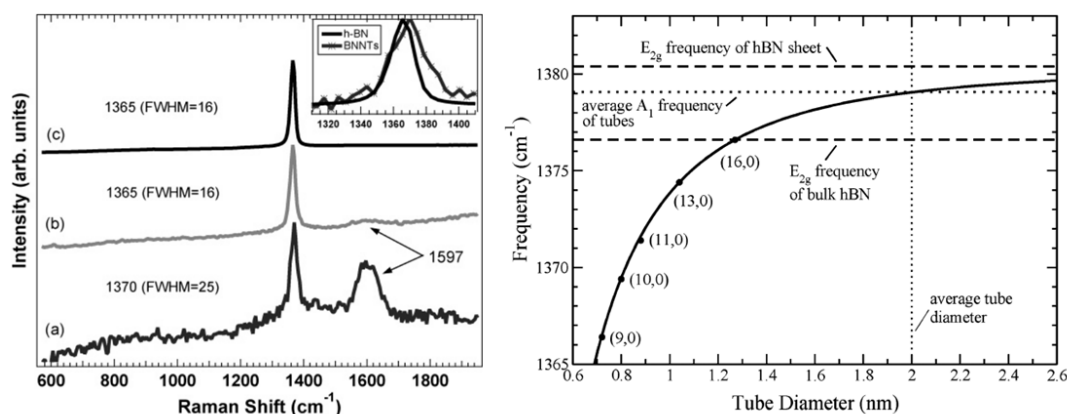 h-BN
BNNTs
1320 1340 1360 1380 1400
1365 (FWHM=16)
(c)
1365 (FWHM=16)
(b)
1597
1370 (FWHM=25)
(a)
Intensity (arb. units)
600 800 1000 1200 1400 1600 1800
Raman Shift (cm-1)
E2g frequency of hBN sheet
average A1 frequency
of tubes
(16,0)
E2g frequency
of bulk hBN
(13,0)
(11,0)
(10,0)
average tube
diameter
(9,0)
1380
1375
1370
1365
Frequency (cm-1)
0.6 0.8 1 1.2 1.4 1.6 1.8 2 2.2 2.4 2.6
Tube Diameter (nm)